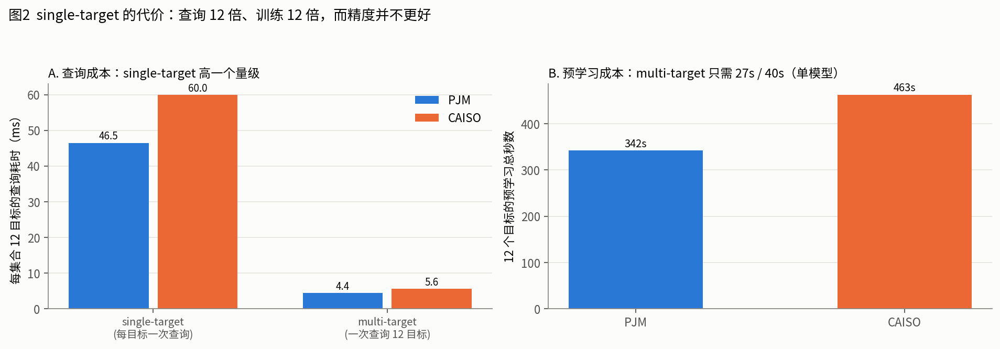 图2 single-target 的代价：查询 12 倍、训练 12 倍，而精度并不更好
A. 查询成本：single-target 高一个量级
每集合 12 目标的查询耗时（ms）
60
50
40
30
20
10
0
46.5
60.0
4.4
5.6
PJM
CAISO
single-target
(每目标一次查询)
multi-target
(一次查询 12 目标)
B. 预学习成本：multi-target 只需 27s / 40s（单模型）
12 个目标的预学习总秒数
400
300
200
100
0
342s
463s
PJM
CAISO